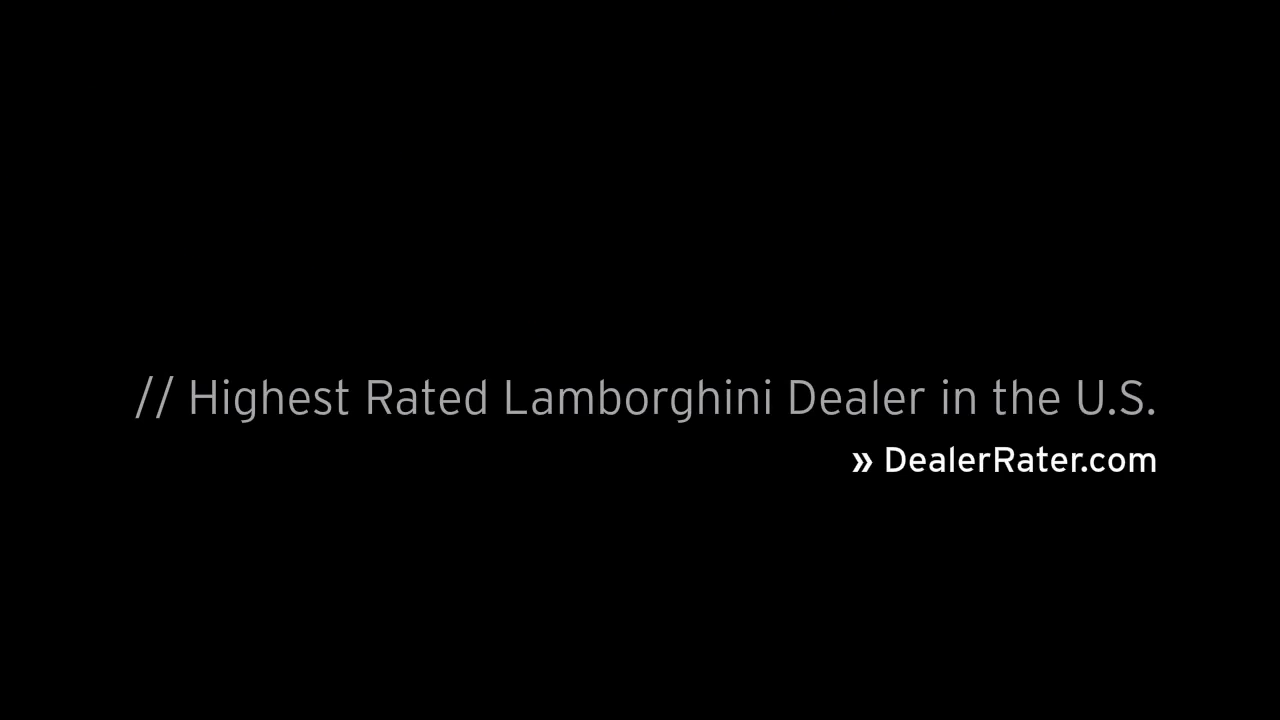 // Highest Rated Lamborghini Dealer in the U.S.
» DealerRater.com